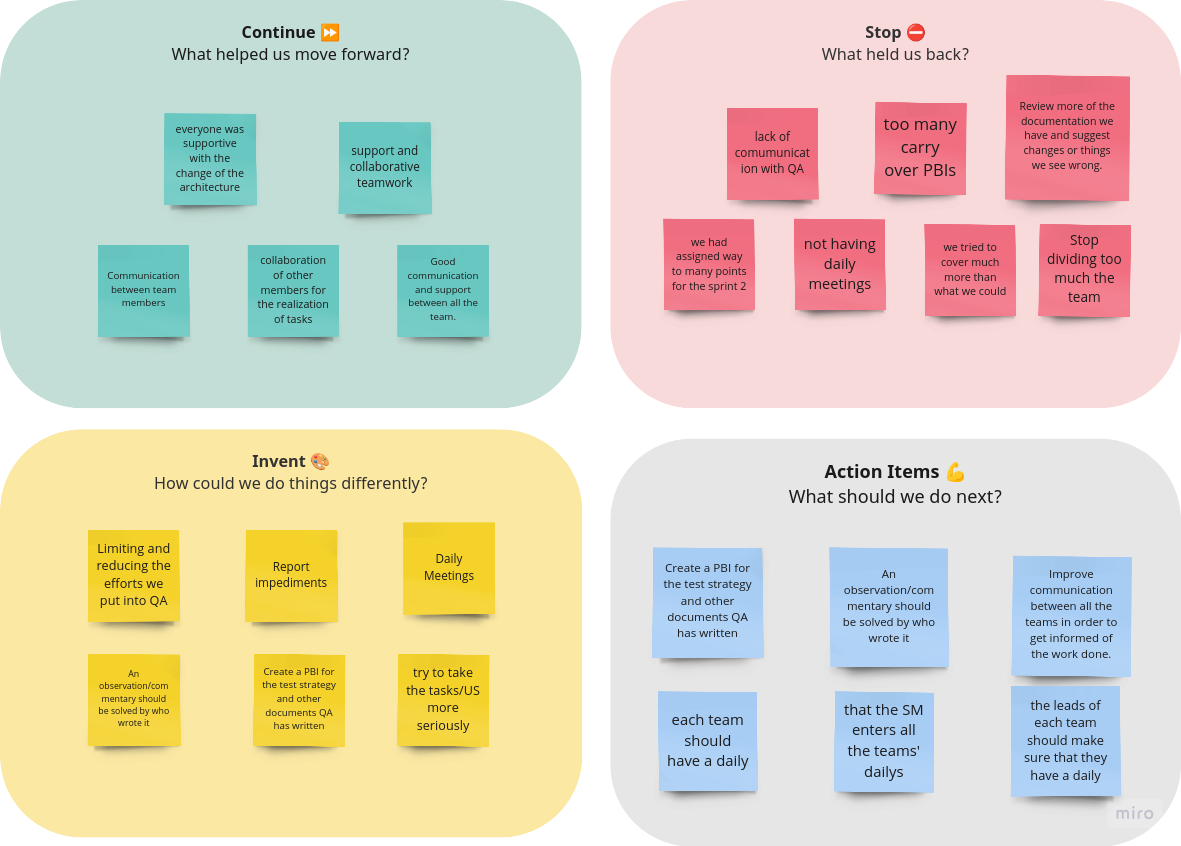 Continue ⏩
What helped us move forward?
everyone was
supportive
with the
change of the
architecture
support and
collaborative
teamwork
Communication
between team
members
collaboration
of other
members for
the realization
of tasks
Good
communication
and support
between all the
team.
Stop ⛔
What held us back?
lack of
comumunicat
ion with QA
too many
carry
over PBIs
Review more of the
documentation we
have and suggest
changes or things
we see wrong.
we had
assigned way
to many points
for the sprint 2
not having
daily
meetings
we tried to
cover much
more than
what we could
Stop
dividing too
much the
team
Invent 🎨
How could we do things differently?
Limiting and
reducing the
efforts we
put into QA
Report
impediments
Daily
Meetings
An
observation/com
mentary should
be solved by who
wrote it
Create a PBI for
the test strategy
and other
documents QA
has written
try to take
the tasks/US
more
seriously
Action Items 💪
What should we do next?
Create a PBI for
the test strategy
and other
documents QA
has written
An
observation/com
mentary should
be solved by who
wrote it
Improve
communication
between all the
teams in order to
get informed of
the work done.
each team
should
have a daily
that the SM
enters all
the teams'
dailys
the leads of
each team
should make
sure that they
have a daily
miro